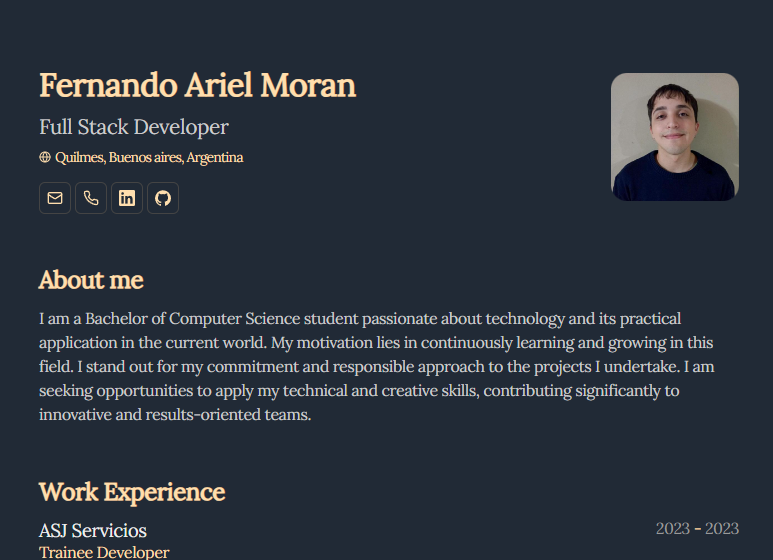 Fernando Ariel Moran
Full Stack Developer
Quilmes, Buenos aires, Argentina
in
About me
I am a Bachelor of Computer Science student passionate about technology and its practical
application in the current world. My motivation lies in continuously learning and growing in this
field. I stand out for my commitment and responsible approach to the projects I undertake. I am
seeking opportunities to apply my technical and creative skills, contributing significantly to
innovative and results-oriented teams.
Work Experience
ASJ Servicios
2023 - 2023
Trainee Developer